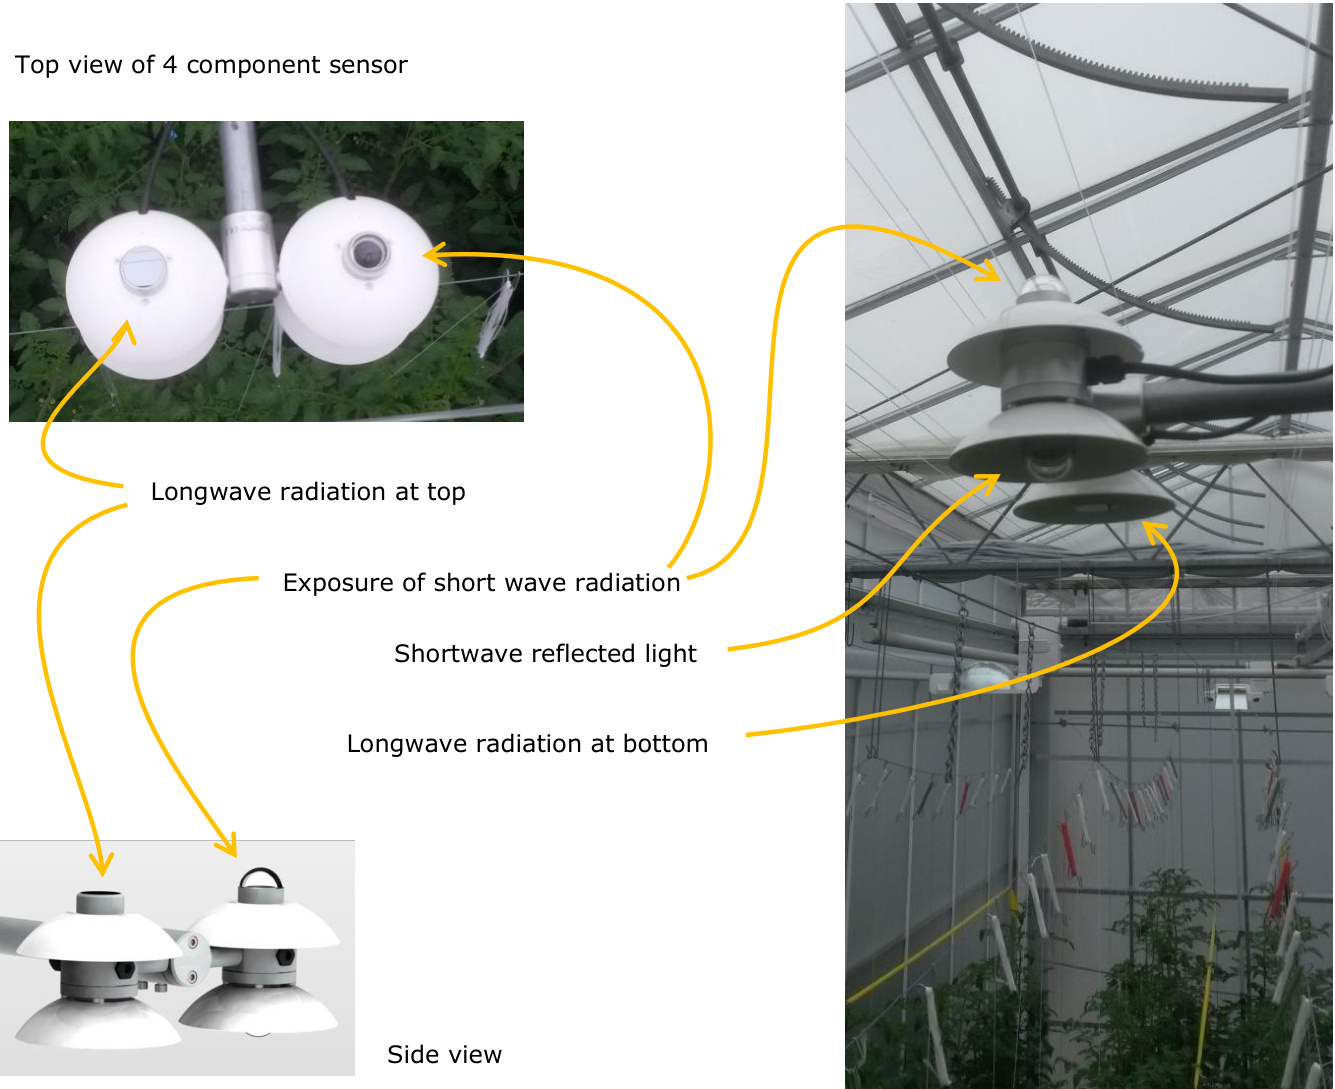 Top view of 4 component sensor
Longwave radiation at top
Exposure of short wave radiation
Shortwave reflected light
Longwave radiation at bottom
Side view